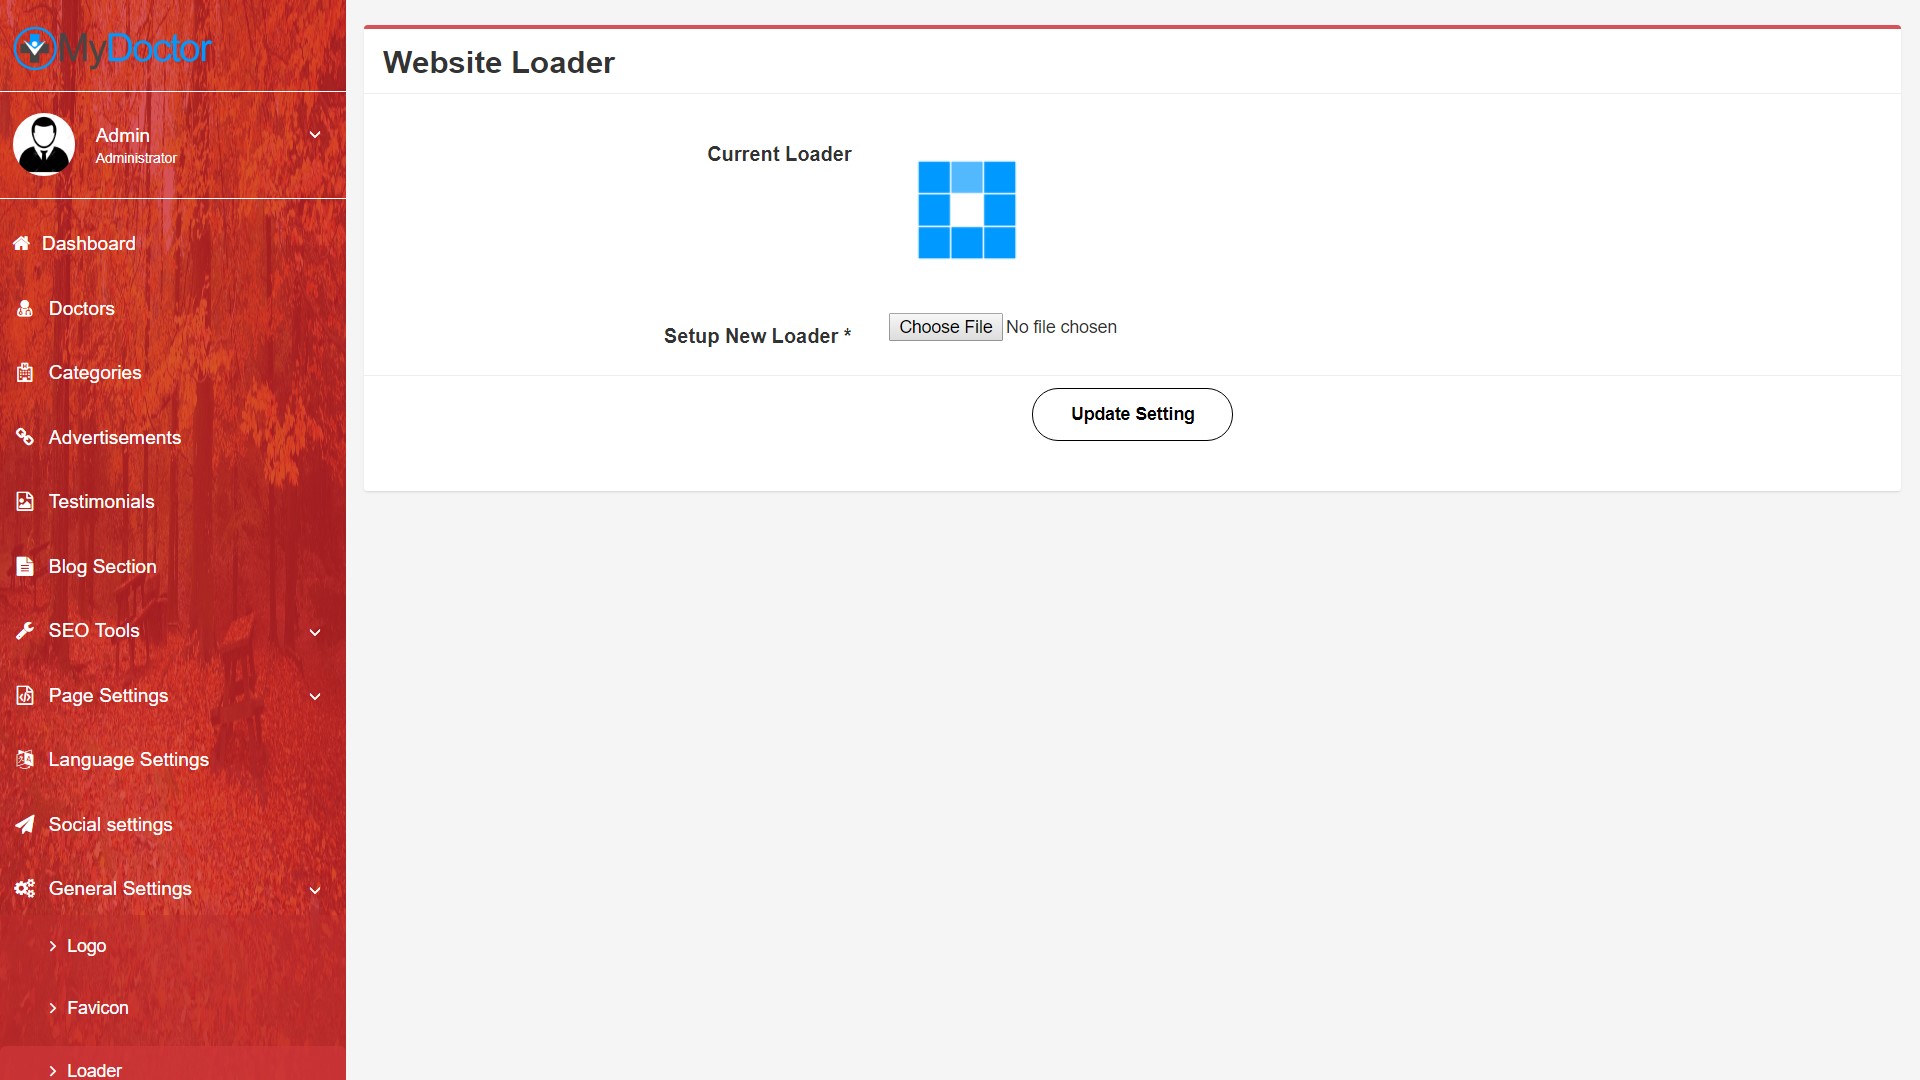 MyDoctor
Admin
Administrator
Dashboard
Doctors
Categories
Advertisements
Testimonials
Blog Section
SEO Tools
Page Settings
Language Settings
Social settings
General Settings
Logo
Favicon
Loader
Website Loader
Current Loader
Setup New Loader *
Choose File No file chosen
Update Setting